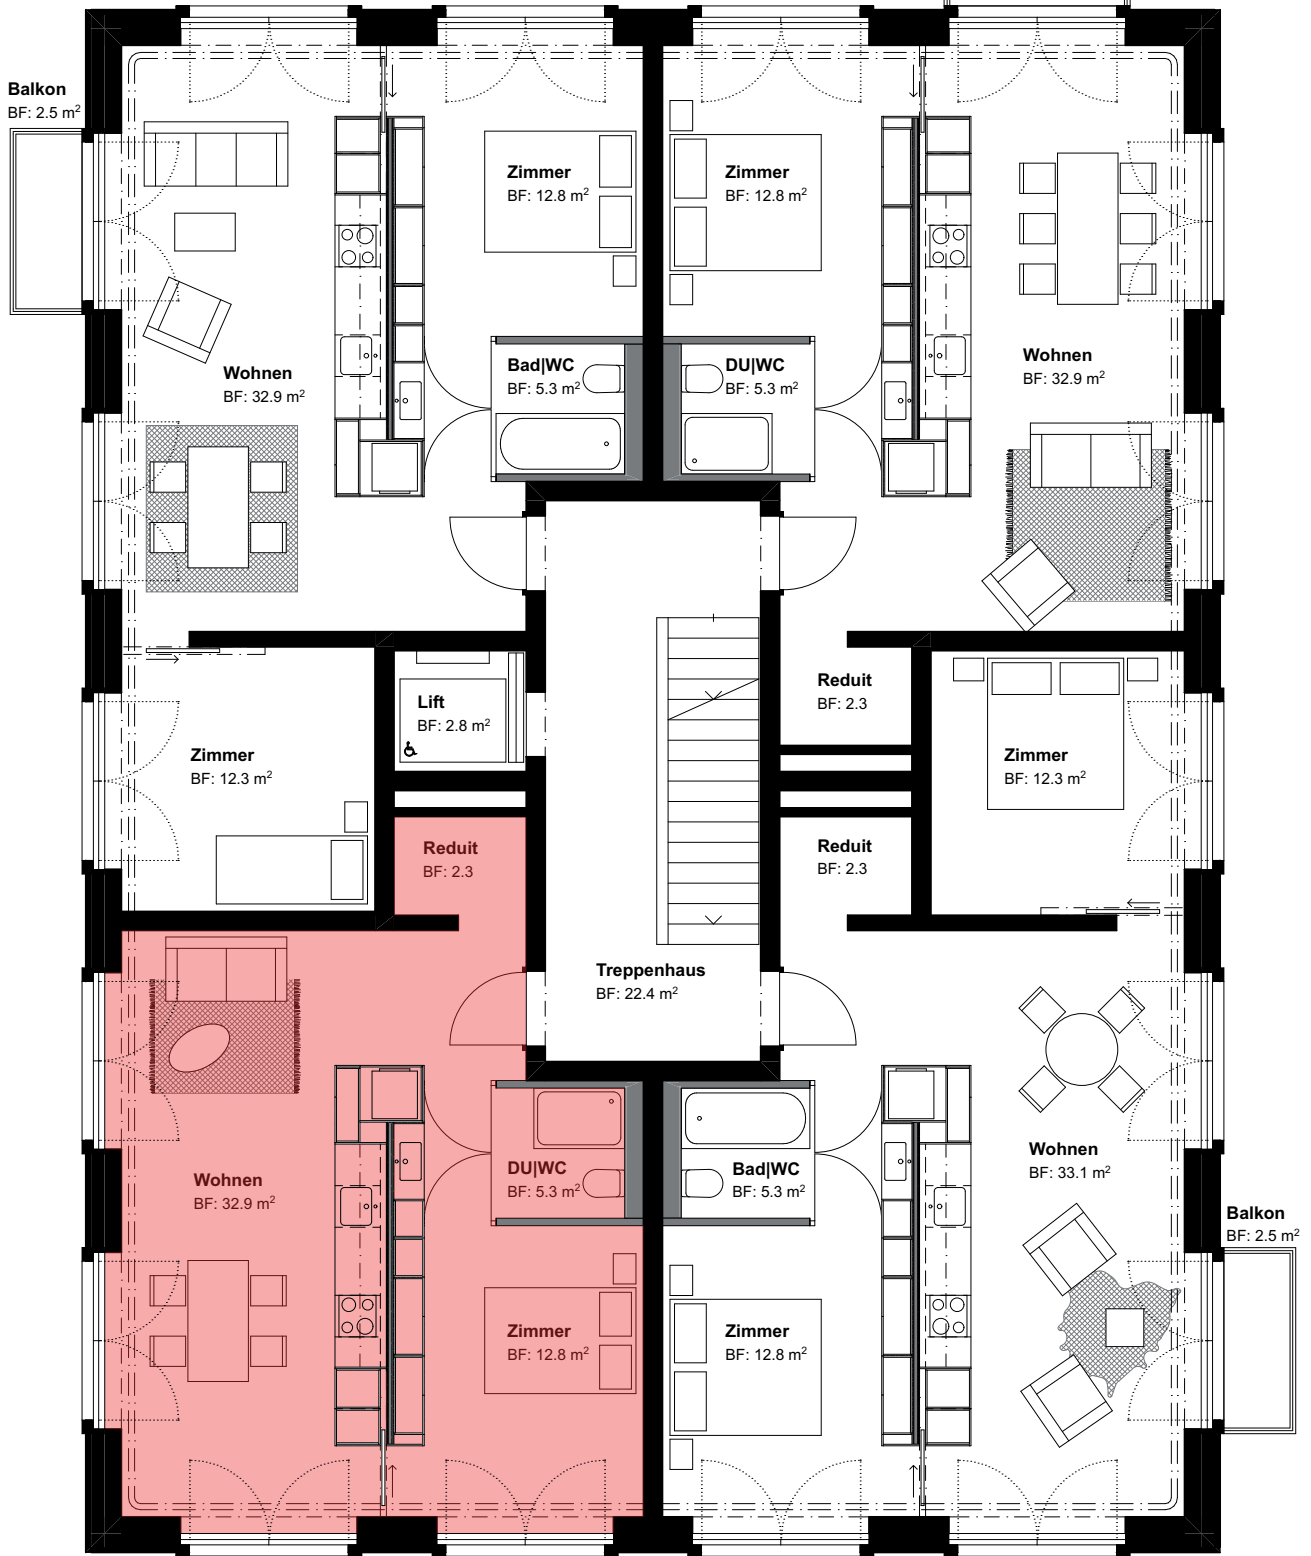 Balkon
BF: 2.5 m²
Zimmer
BF: 12.8 m²
Zimmer
BF: 12.8 m²
Wohnen
BF: 32.9 m²
Bad|WC
BF: 5.3 m²
DU|WC
BF: 5.3 m²
Wohnen
BF: 32.9 m²
Lift
BF: 2.8 m²
Reduit
BF: 2.3
Zimmer
BF: 12.3 m²
Zimmer
BF: 12.3 m²
Reduit
BF: 2.3
Reduit
BF: 2.3
Treppenhaus
BF: 22.4 m²
Wohnen
BF: 32.9 m²
DU|WC
BF: 5.3 m²
Bad|WC
BF: 5.3 m²
Wohnen
BF: 33.1 m²
Balkon
BF: 2.5 m²
Zimmer
BF: 12.8 m²
Zimmer
BF: 12.8 m²